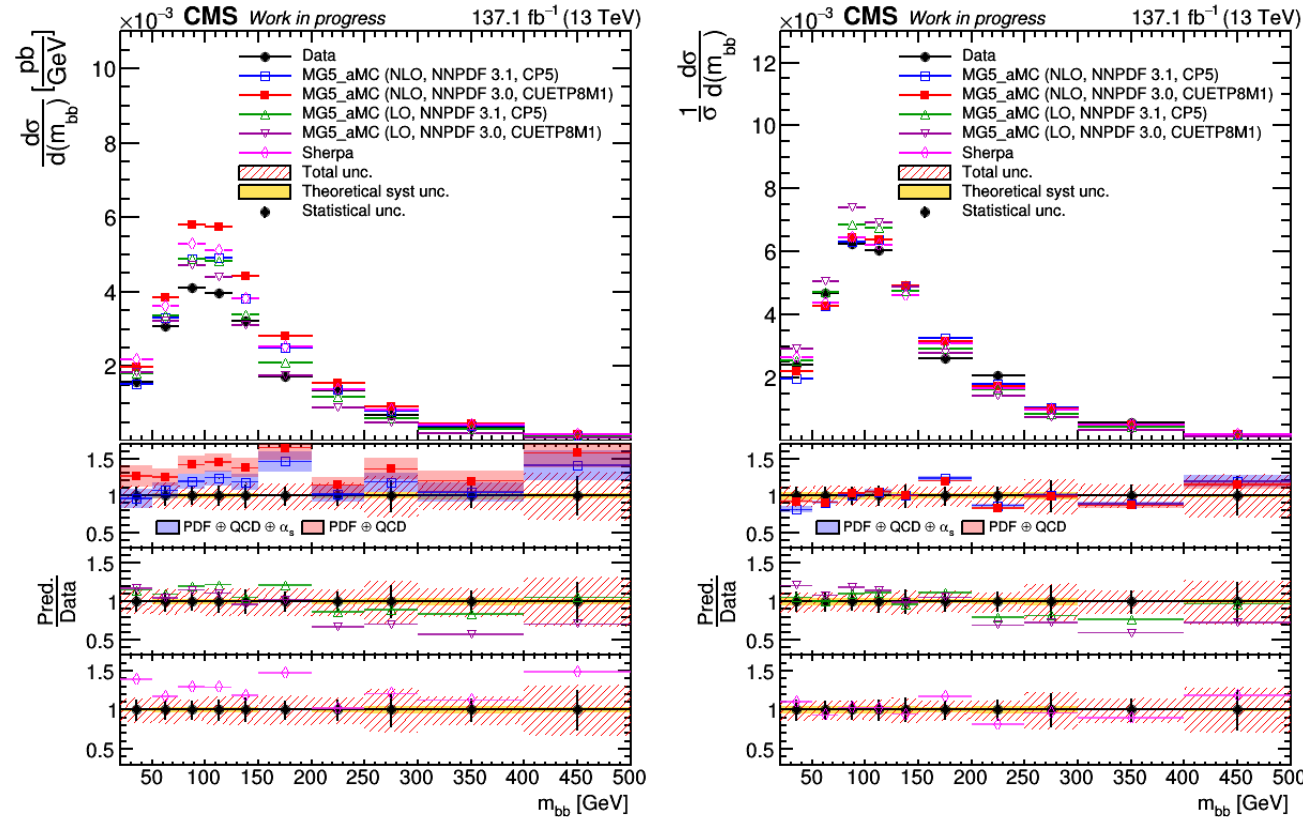 ×10⁻³ CMS Work in progress 137.1 fb⁻¹ (13 TeV)
dσ/d(m_bb) [pb/GeV]
10
8
6
4
2
Data
MG5_aMC (NLO, NNPDF 3.1, CP5)
MG5_aMC (NLO, NNPDF 3.0, CUETP8M1)
MG5_aMC (LO, NNPDF 3.1, CP5)
MG5_aMC (LO, NNPDF 3.0, CUETP8M1)
Sherpa
Total unc.
Theoretical syst unc.
Statistical unc.
1.5
1
0.5
PDF ⊕ QCD ⊕ α_s PDF ⊕ QCD
Pred./Data
1.5
1
0.5
1.5
1
0.5
50 100 150 200 250 300 350 400 450 500
m_bb [GeV]
×10⁻³ CMS Work in progress 137.1 fb⁻¹ (13 TeV)
1/σ dσ/d(m_bb)
12
10
8
6
4
2
Data
MG5_aMC (NLO, NNPDF 3.1, CP5)
MG5_aMC (NLO, NNPDF 3.0, CUETP8M1)
MG5_aMC (LO, NNPDF 3.1, CP5)
MG5_aMC (LO, NNPDF 3.0, CUETP8M1)
Sherpa
Total unc.
Theoretical syst unc.
Statistical unc.
1.5
1
0.5
PDF ⊕ QCD ⊕ α_s PDF ⊕ QCD
Pred./Data
1.5
1
0.5
1.5
1
0.5
50 100 150 200 250 300 350 400 450 500
m_bb [GeV]